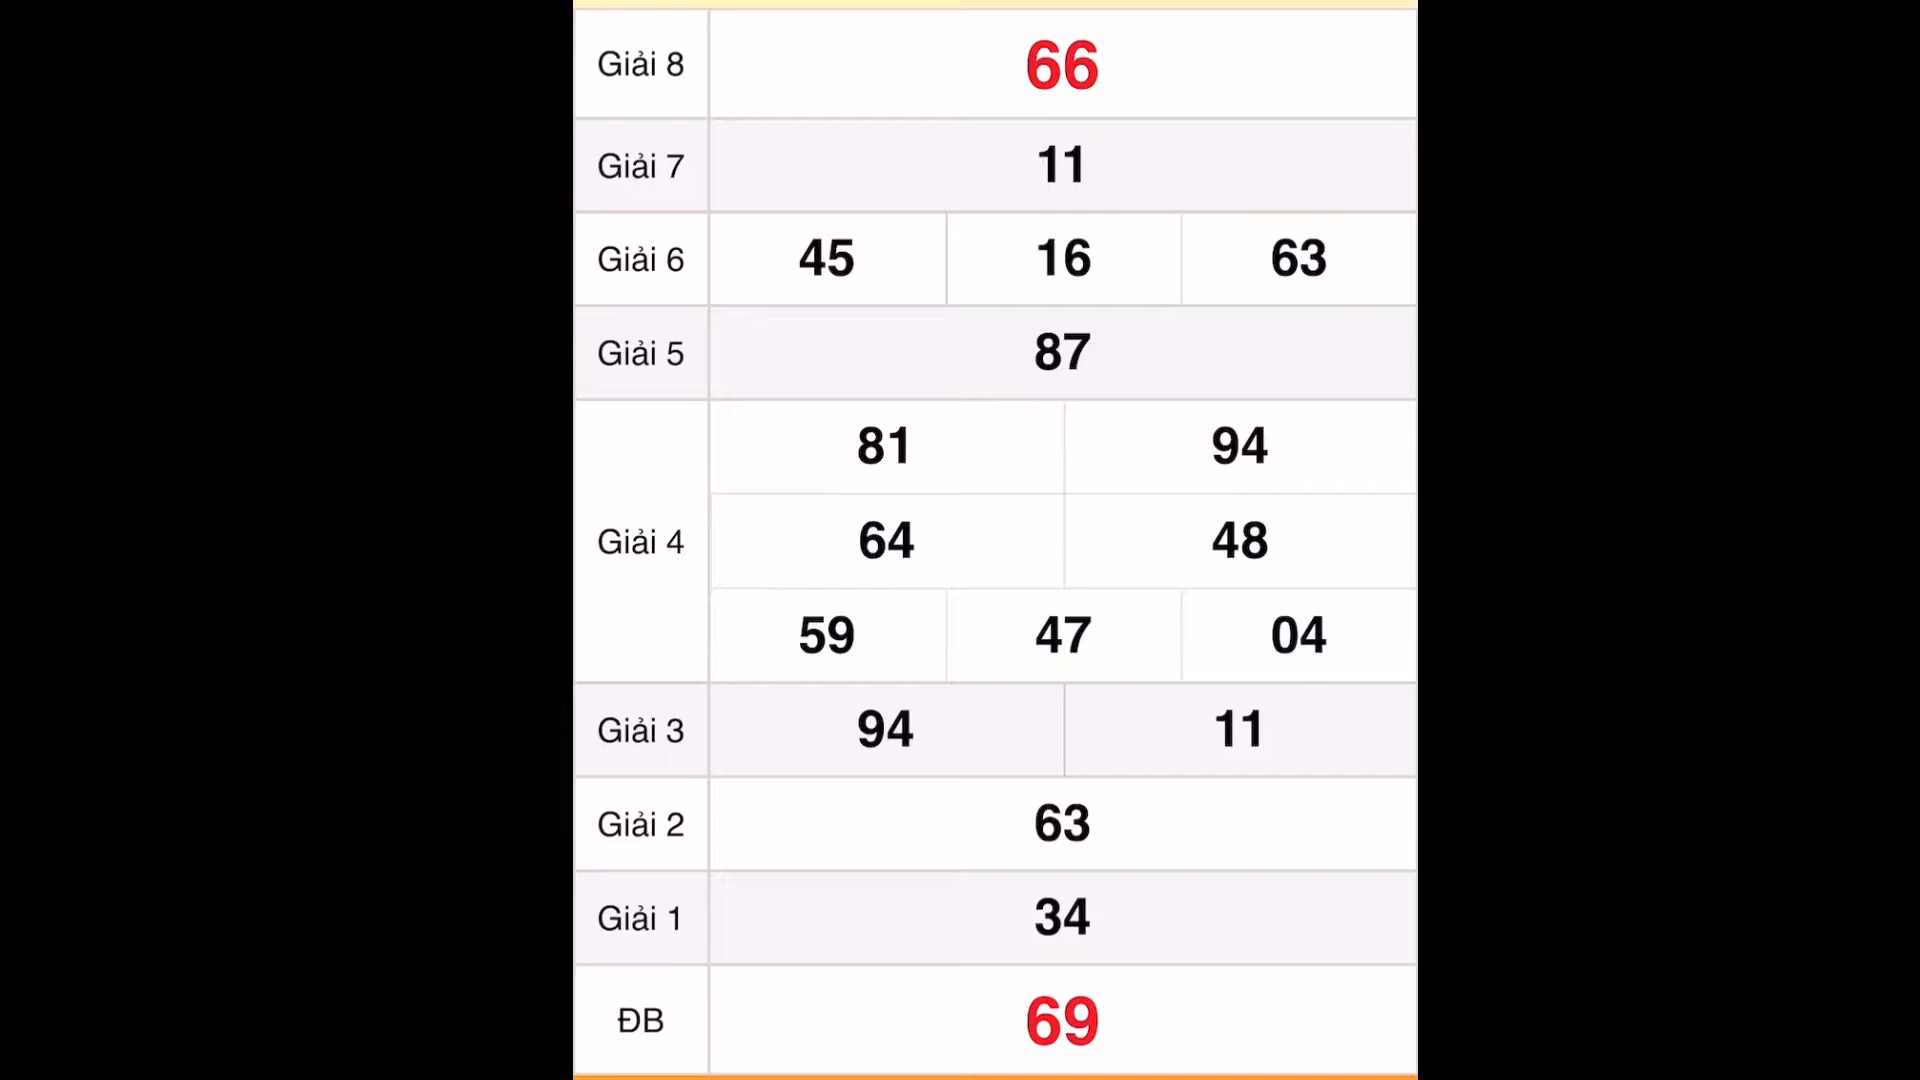 Giải 8 66
Giải 7 11
Giải 6 45 16 63
Giải 5 87
81 94
Giải 4 64 48
59 47 04
Giải 3 94 11
Giải 2 63
Giải 1 34
ĐB 69